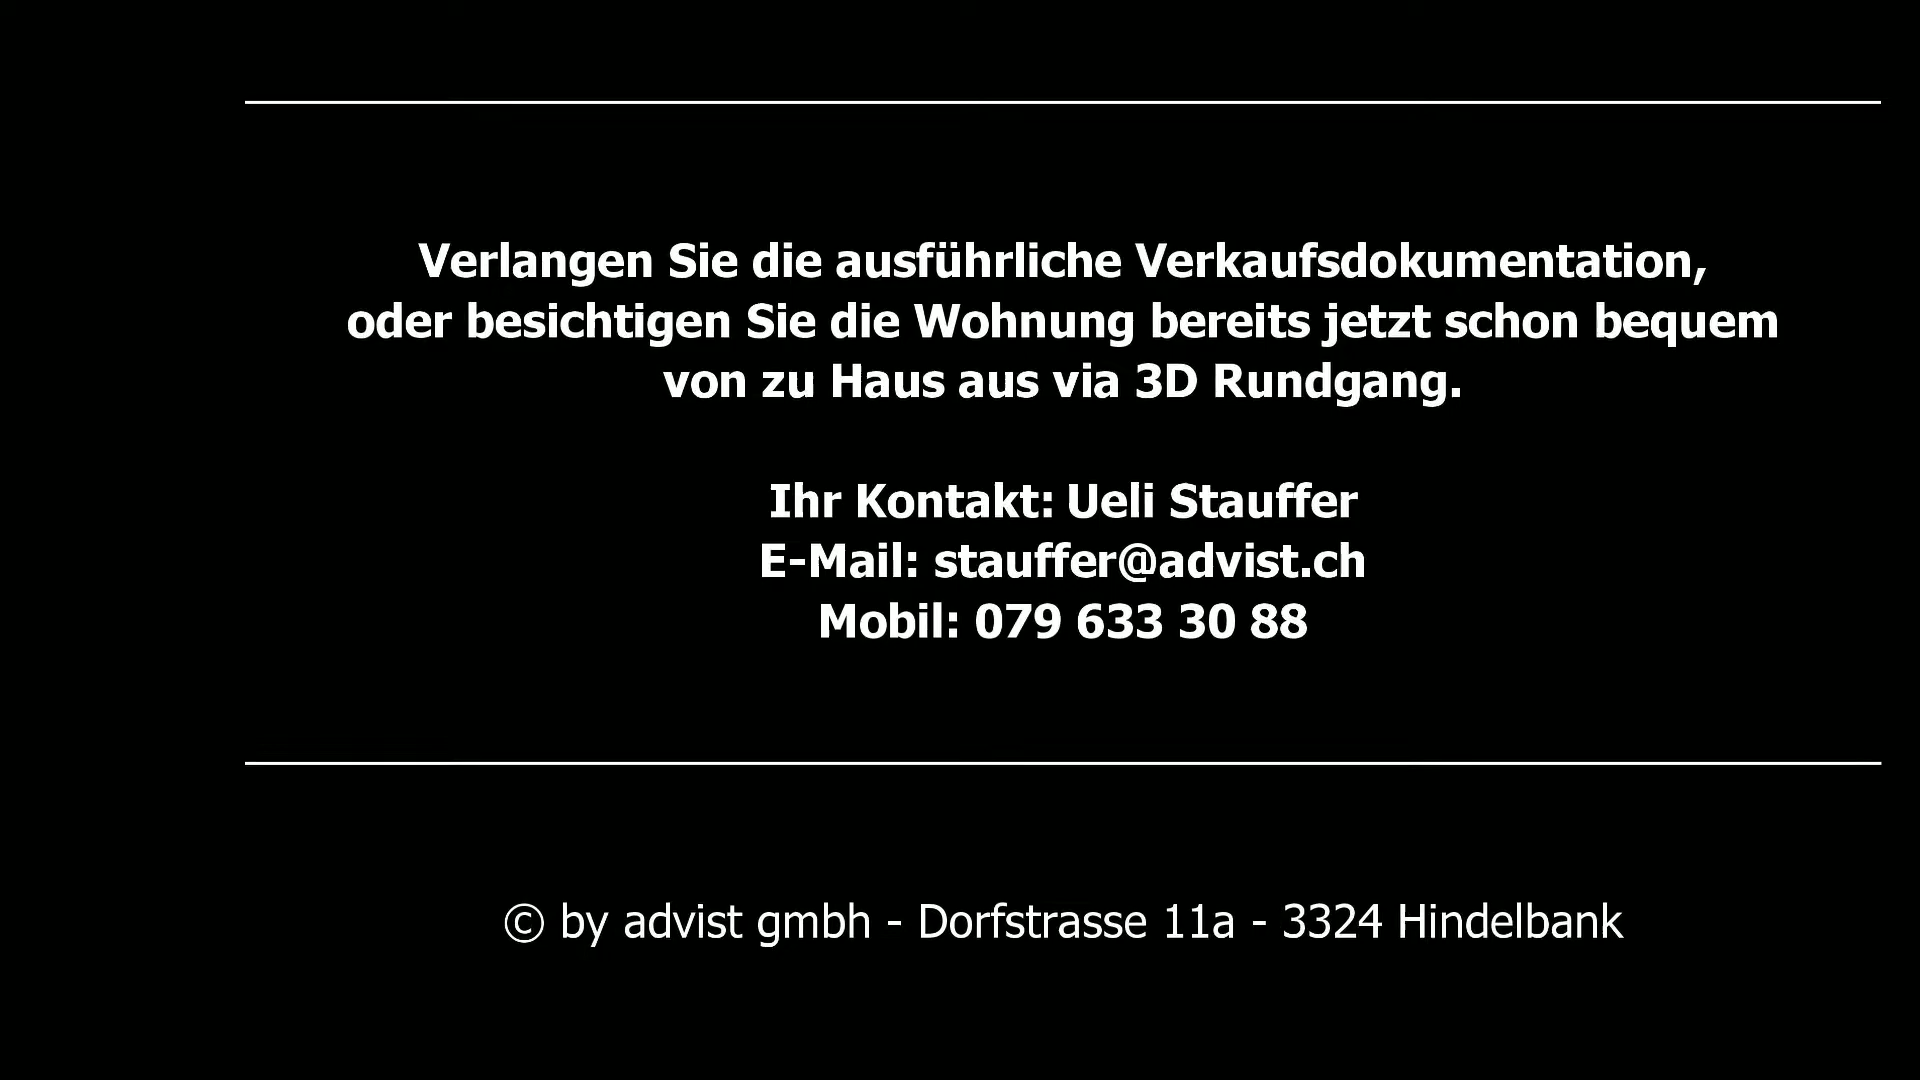 Verlangen Sie die ausführliche Verkaufsdokumentation,
oder besichtigen Sie die Wohnung bereits jetzt schon bequem
von zu Haus aus via 3D Rundgang.
Ihr Kontakt: Ueli Stauffer
E-Mail: stauffer@advist.ch
Mobil: 079 633 30 88
© by advist gmbh - Dorfstrasse 11a - 3324 Hindelbank